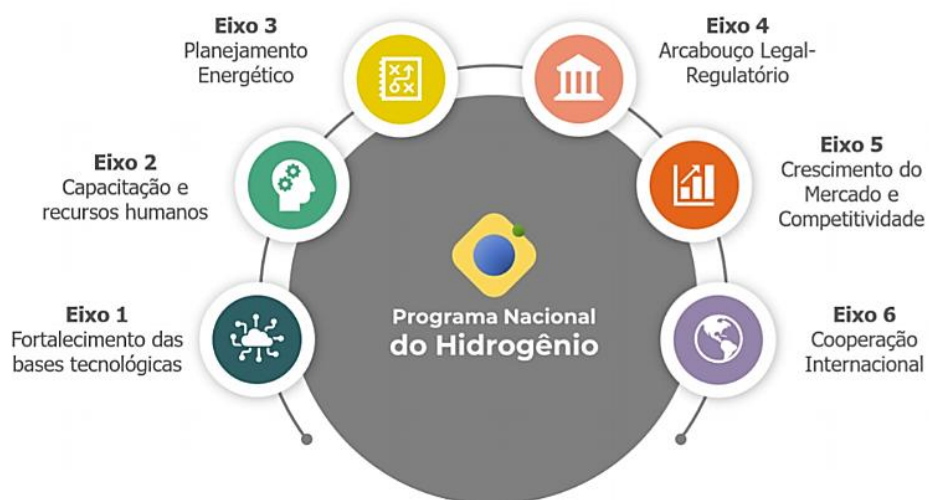 Eixo 1
Fortalecimento das
bases tecnológicas
Eixo 2
Capacitação e
recursos humanos
Eixo 3
Planejamento
Energético
Eixo 4
Arcabouço Legal-
Regulatório
Eixo 5
Crescimento do
Mercado e
Competitividade
Eixo 6
Cooperação
Internacional
Programa Nacional
do Hidrogênio